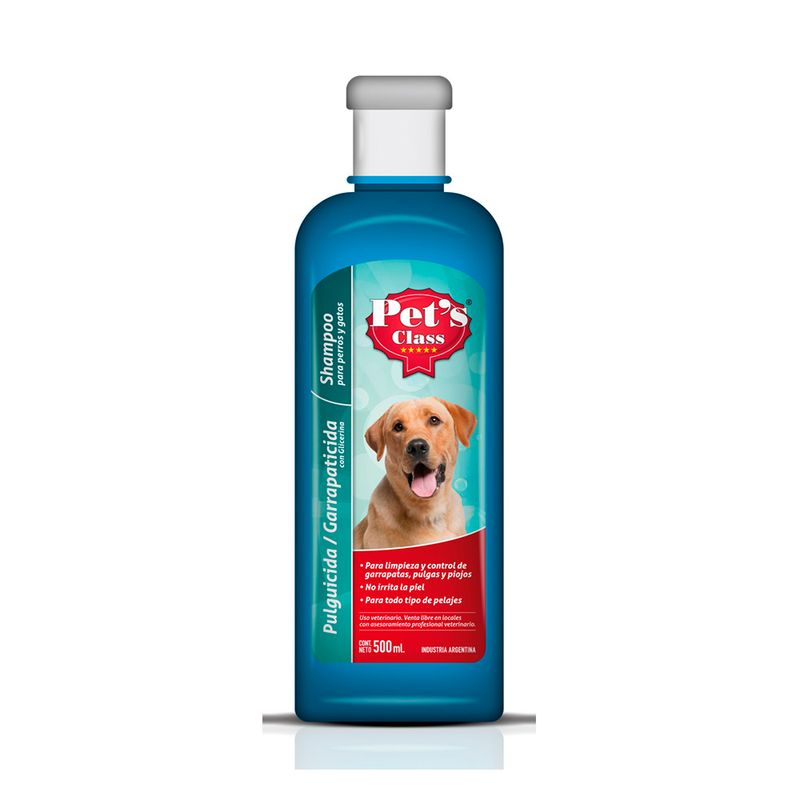 Pet's®
Class
Shampoo
para perros y gatos
Pulguicida / Garrapaticida
con Glicerina
• Para limpieza y control de
garrapatas, pulgas y piojos
• No irrita la piel
• Para todo tipo de pelajes
Uso veterinario. Venta libre en locales
con asesoramiento profesional veterinario.
CONT.
NETO 500 ml.
INDUSTRIA ARGENTINA